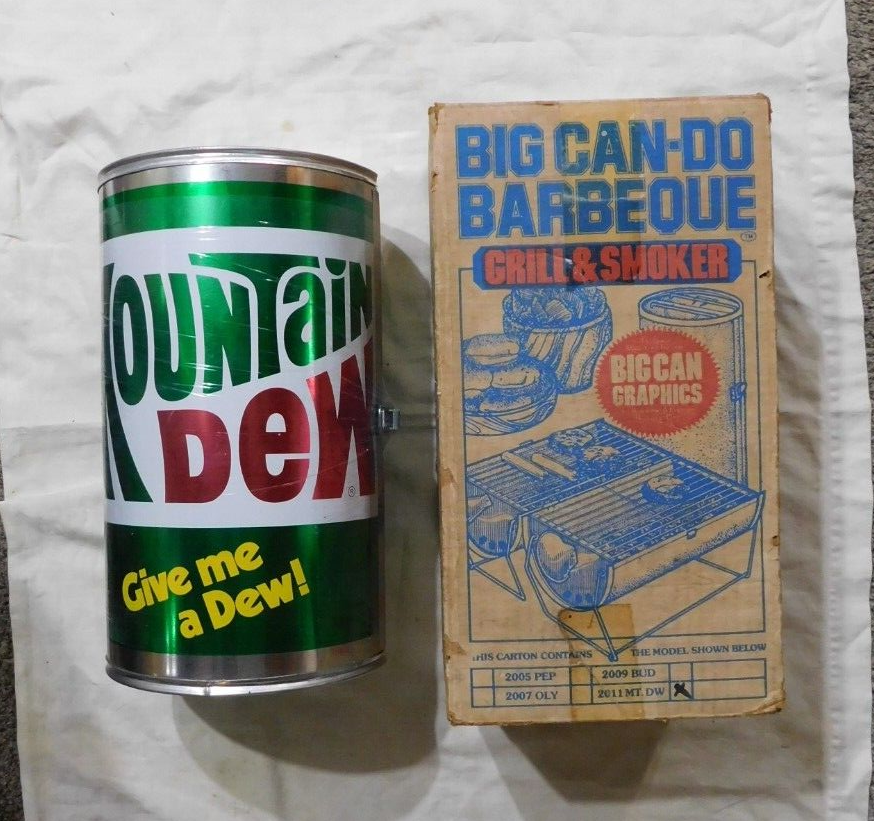 MOUNTAIN
DEW
®
Give me
a Dew!
BIG CAN-DO
BARBEQUE
TM
GRILL & SMOKER
BIG CAN
GRAPHICS
THIS CARTON CONTAINS THE MODEL SHOWN BELOW
2005 PEP 2009 BUD
2007 OLY 2011 MT. DW X